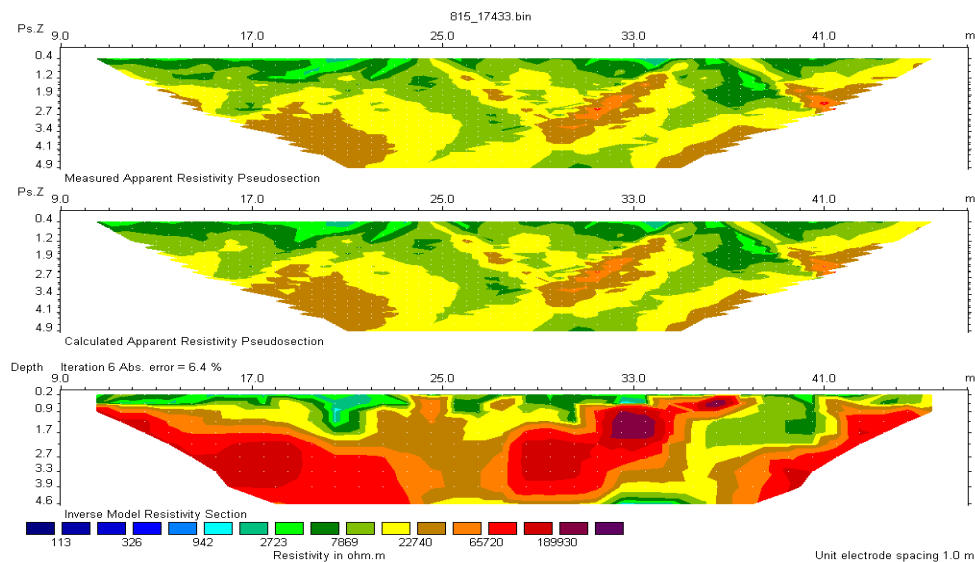 815_17433.bin
Ps.Z
9.0 17.0 25.0 33.0 41.0 m
0.4
1.2
1.9
2.7
3.4
4.1
4.9
Measured Apparent Resistivity Pseudosection
Ps.Z
9.0 17.0 25.0 33.0 41.0 m
0.4
1.2
1.9
2.7
3.4
4.1
4.9
Calculated Apparent Resistivity Pseudosection
Depth Iteration 6 Abs. error = 6.4 %
9.0 17.0 25.0 33.0 41.0 m
0.2
0.9
1.7
2.7
3.3
4.0
4.6
Inverse Model Resistivity Section
113 326 942 2723 7869 22740 65720 189930
Resistivity in ohm.m Unit electrode spacing 1.0 m